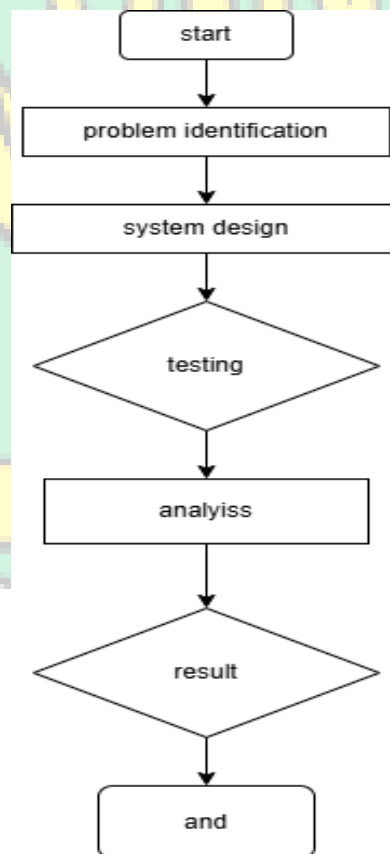 start
problem identification
system design
testing
analyiss
result
and